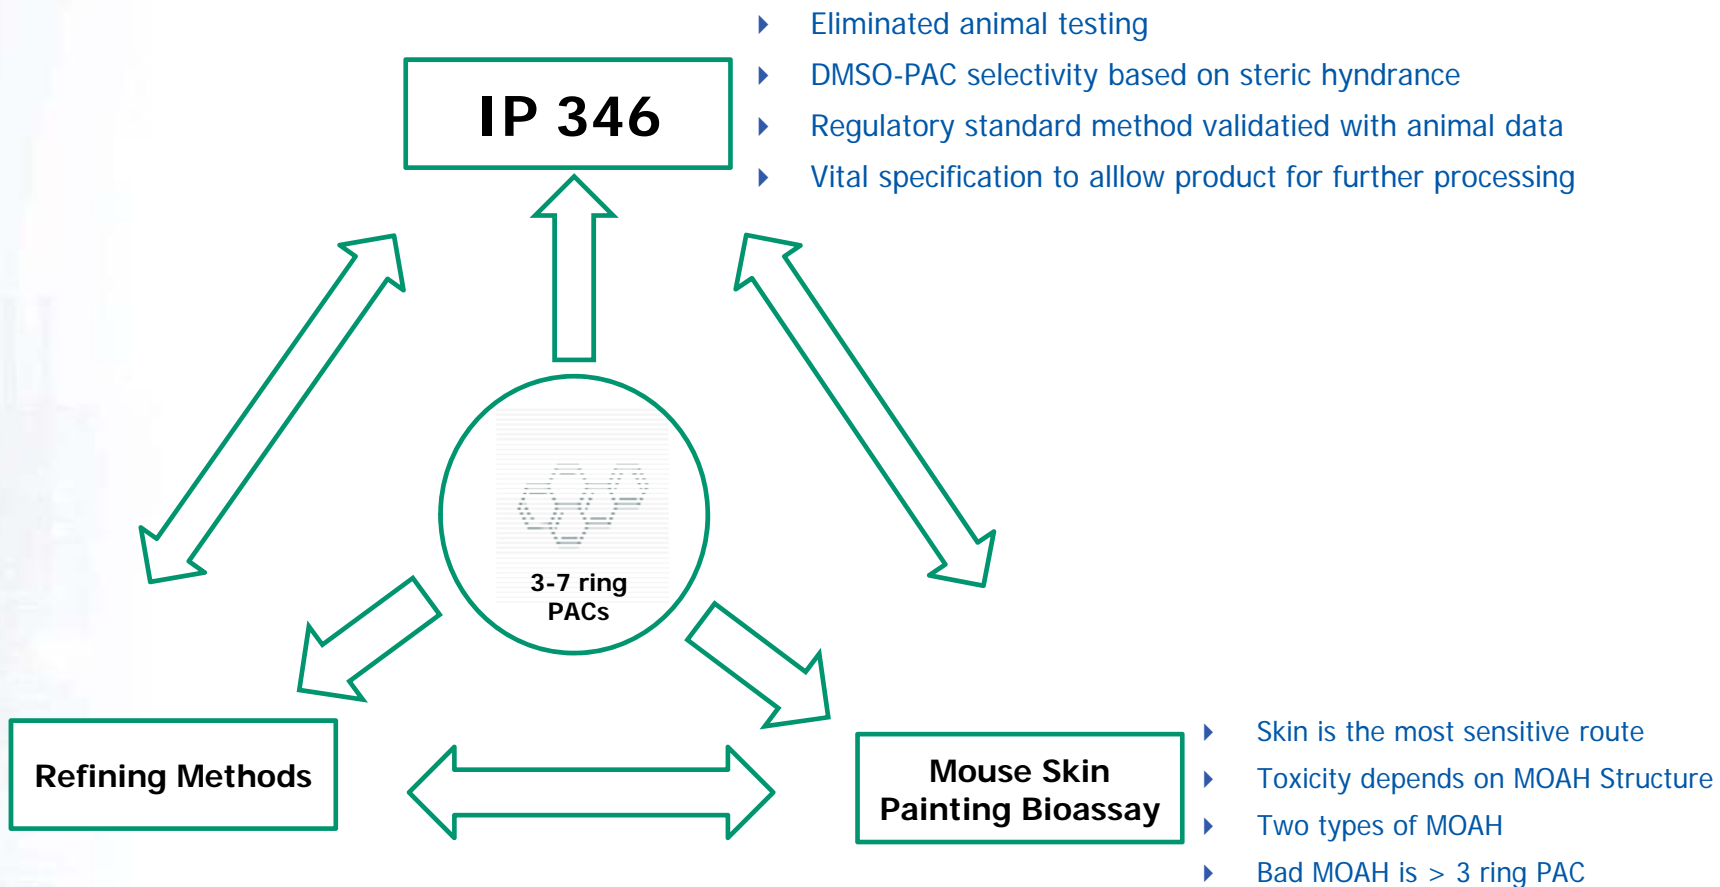 Eliminated animal testing
DMSO-PAC selectivity based on steric hyndrance
IP 346
Regulatory standard method validatied with animal data
Vital specification to alllow product for further processing
3-7 ring
PACs
Refining Methods
Mouse Skin
Painting Bioassay
Skin is the most sensitive route
Toxicity depends on MOAH Structure
Two types of MOAH
Bad MOAH is > 3 ring PAC